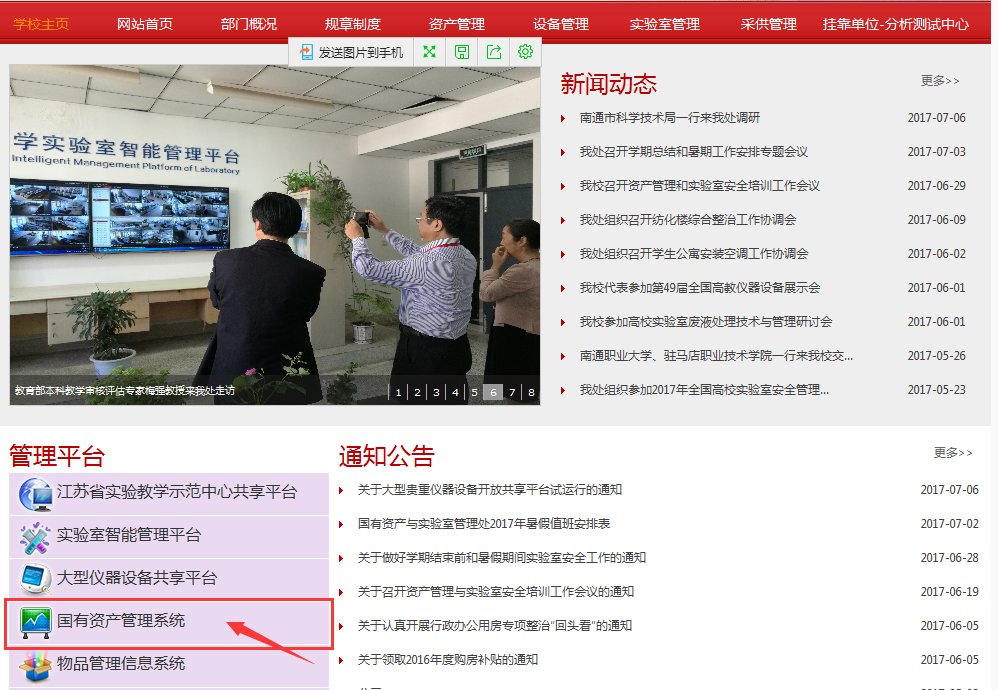 学校主页 网站首页 部门概况 规章制度 资产管理 设备管理 实验室管理 采供管理 挂靠单位-分析测试中心
发送图片到手机
学实验室智能管理平台
Intelligent Management Platform of Laboratory
教育部本科教学审核评估专家梅强教授来我处走访
1 2 3 4 5 6 7 8
新闻动态 更多>>
南通市科学技术局一行来我处调研 2017-07-06
我处召开学期总结和暑期工作安排专题会议 2017-07-03
我校召开资产管理和实验室安全培训工作会议 2017-06-29
我处组织召开纺化楼综合整治工作协调会 2017-06-09
我处组织召开学生公寓安装空调工作协调会 2017-06-02
我校代表参加第49届全国高教仪器设备展示会 2017-06-01
我校参加高校实验室废液处理技术与管理研讨会 2017-06-01
南通职业大学、驻马店职业技术学院一行来我校交... 2017-05-26
我处组织参加2017年全国高校实验室安全管理... 2017-05-23
管理平台
江苏省实验教学示范中心共享平台
实验室智能管理平台
大型仪器设备共享平台
国有资产管理系统
物品管理信息系统
通知公告 更多>>
关于大型贵重仪器设备开放共享平台试运行的通知 2017-07-06
国有资产与实验室管理处2017年暑假值班安排表 2017-07-02
关于做好学期结束前和暑假期间实验室安全工作的通知 2017-06-28
关于召开资产管理与实验室安全培训工作会议的通知 2017-06-19
关于认真开展行政办公用房专项整治“回头看”的通知 2017-06-05
关于领取2016年度购房补贴的通知 2017-06-05